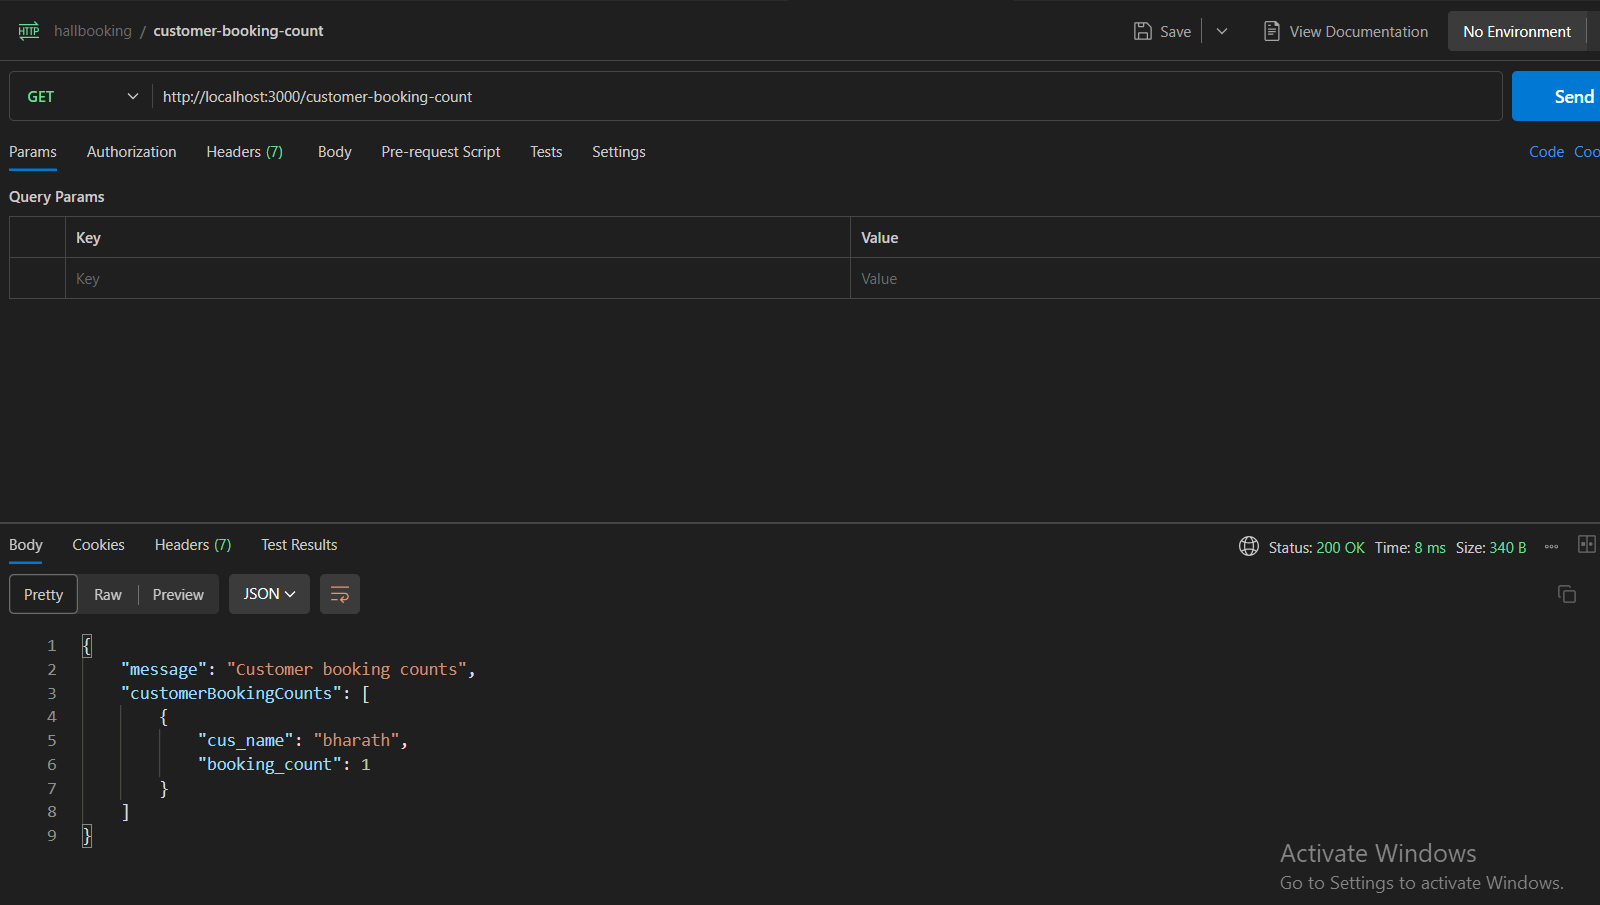 HTTP hallbooking / customer-booking-count Save View Documentation No Environment
GET http://localhost:3000/customer-booking-count Send
Params Authorization Headers (7) Body Pre-request Script Tests Settings Code Coo
Query Params
Key Value
Key Value
Body Cookies Headers (7) Test Results Status: 200 OK Time: 8 ms Size: 340 B
Pretty Raw Preview JSON
1 {
2 "message": "Customer booking counts",
3 "customerBookingCounts": [
4 {
5 "cus_name": "bharath",
6 "booking_count": 1
7 }
8 ]
9 }
Activate Windows
Go to Settings to activate Windows.